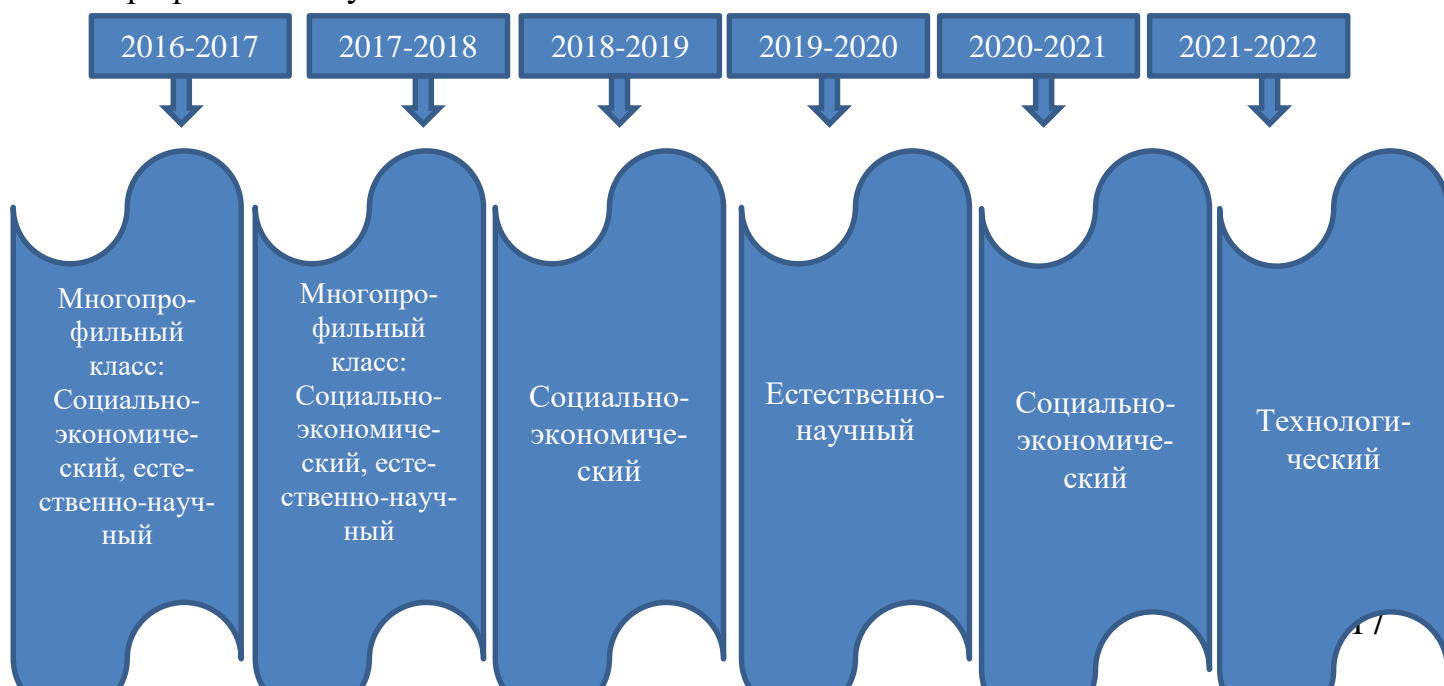 2016-2017
2017-2018
2018-2019
2019-2020
2020-2021
2021-2022
Многопро-
фильный
класс:
Социально-
экономиче-
ский, есте-
ственно-науч-
ный
Многопро-
фильный
класс:
Социально-
экономиче-
ский, есте-
ственно-науч-
ный
Социально-
экономиче-
ский
Естественно-
научный
Социально-
экономиче-
ский
Технологи-
ческий